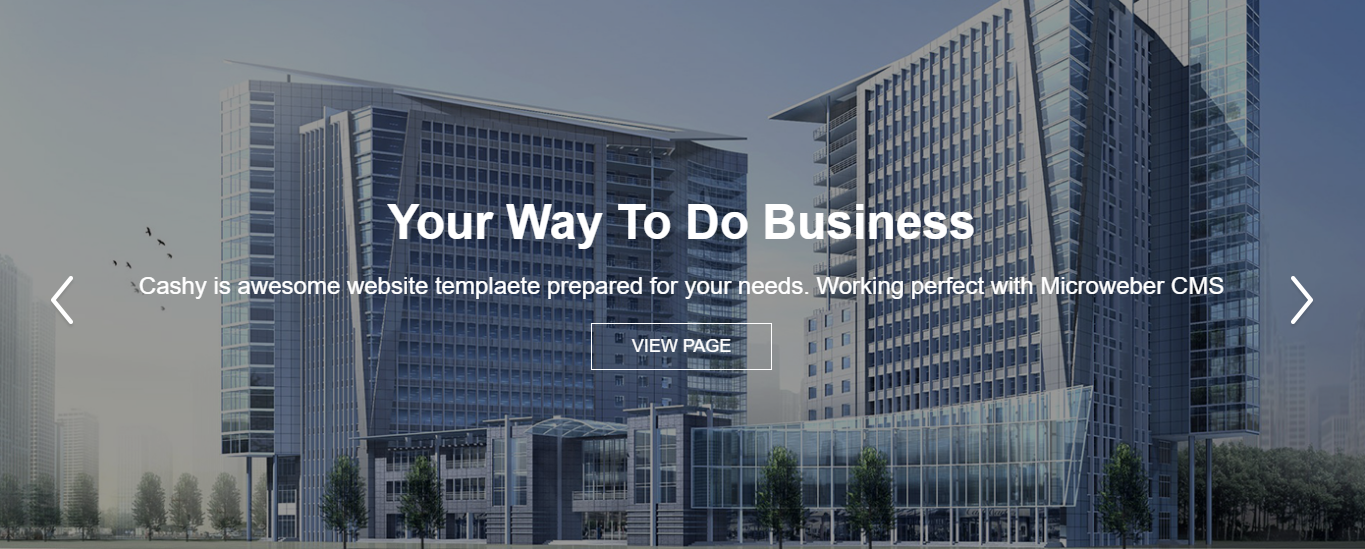 Your Way To Do Business
Cashy is awesome website templaete prepared for your needs. Working perfect with Microweber CMS
VIEW PAGE